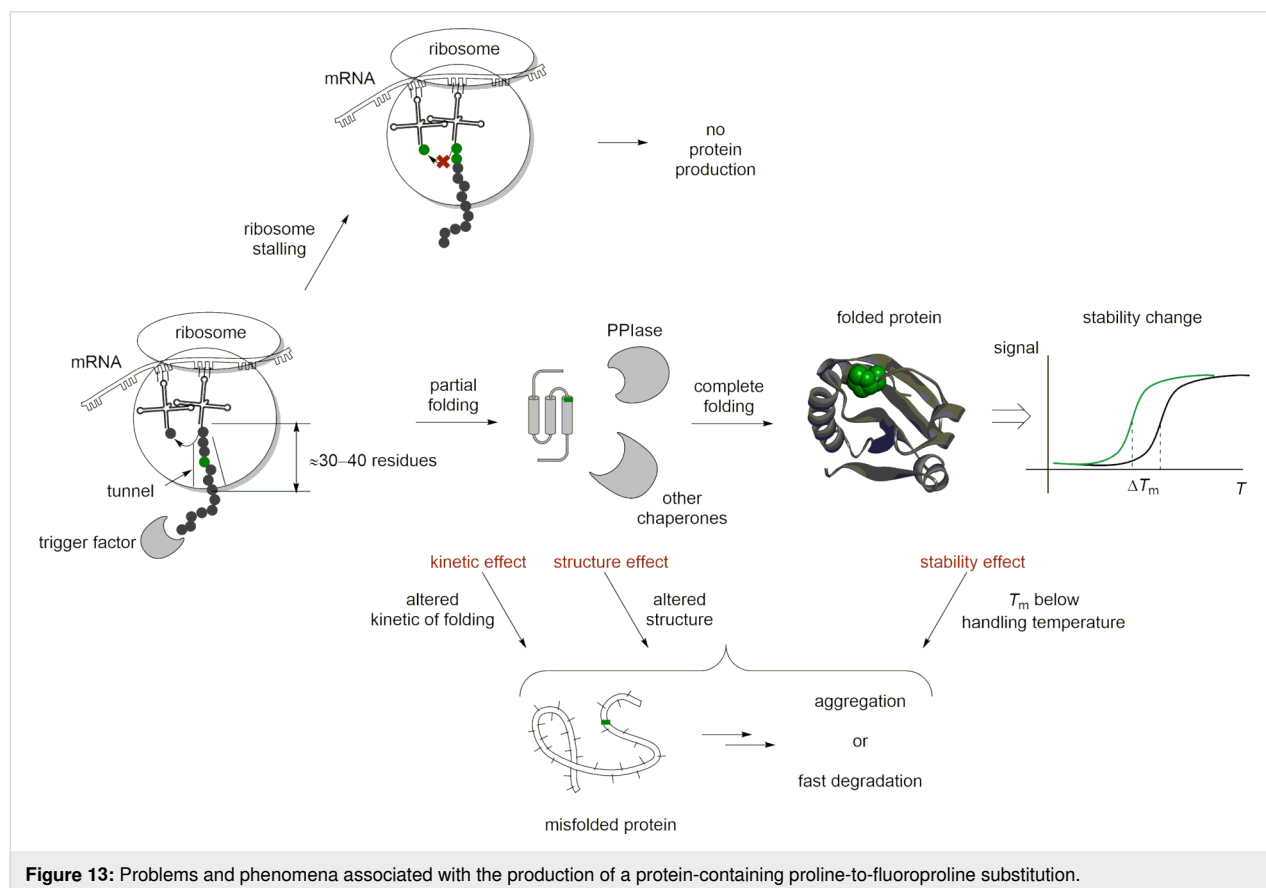 ribosome
mRNA
no
protein
production
ribosome
stalling
ribosome
mRNA
tunnel
≈30–40 residues
trigger factor
partial
folding
PPIase
other
chaperones
complete
folding
folded protein
stability change
signal
ΔTm
T
kinetic effect
altered
kinetic of folding
structure effect
altered
structure
stability effect
Tm below
handling temperature
misfolded protein
aggregation
or
fast degradation
Figure 13: Problems and phenomena associated with the production of a protein-containing proline-to-fluoroproline substitution.